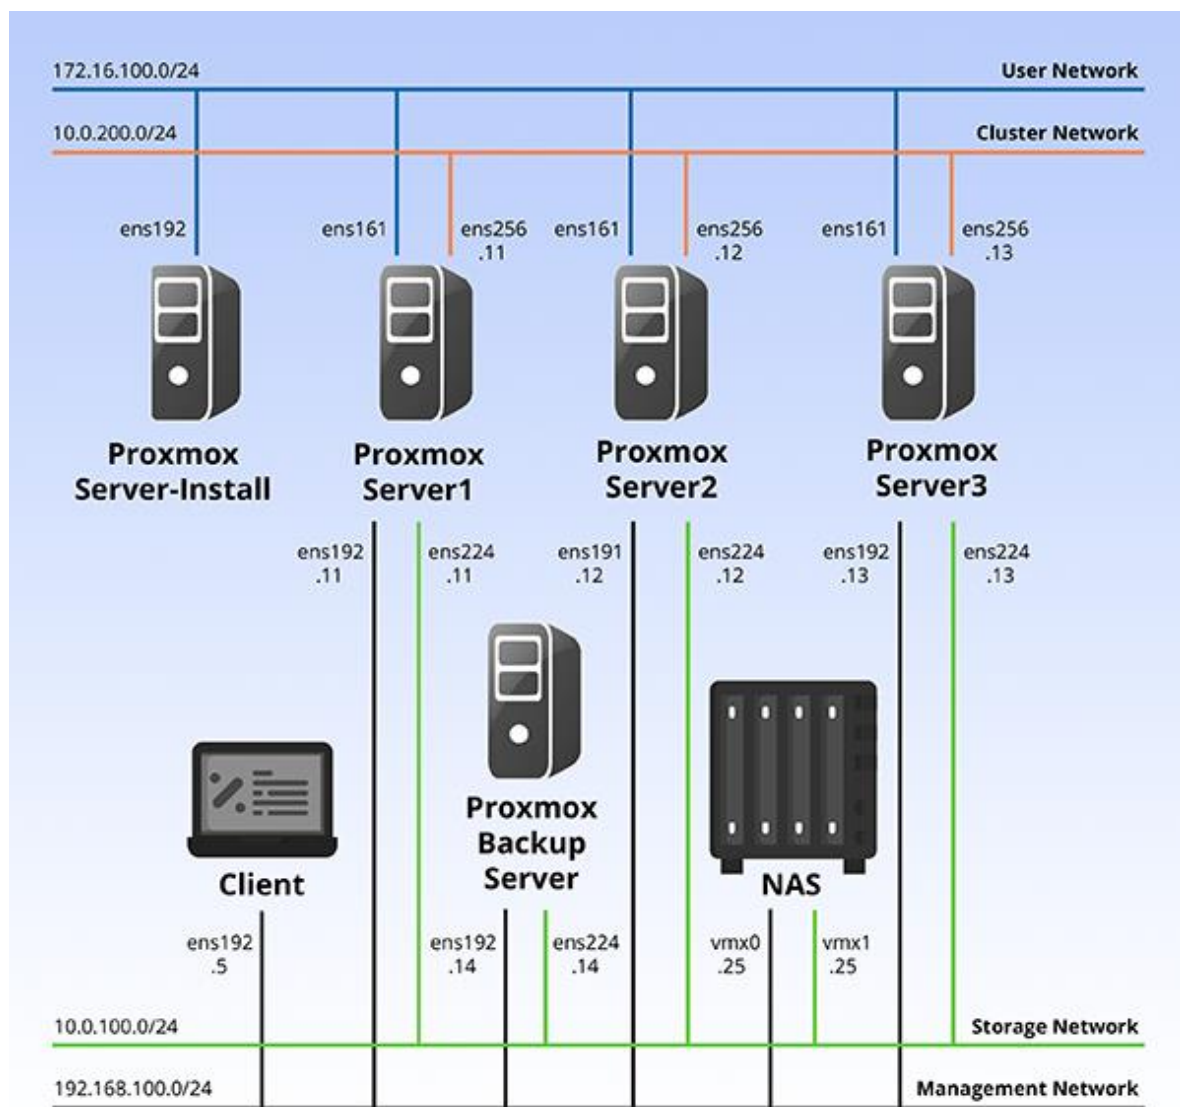 172.16.100.0/24 User Network
10.0.200.0/24 Cluster Network
ens192 ens161 ens256 ens161 ens256 ens161 ens256
.11 .12 .13
Proxmox
Server-Install
Proxmox
Server1
Proxmox
Server2
Proxmox
Server3
ens192 ens224 ens191 ens224 ens192 ens224
.11 .11 .12 .12 .13 .13
Proxmox
Backup
Server
Client
NAS
ens192 ens192 ens224 vmx0 vmx1
.5 .14 .14 .25 .25
10.0.100.0/24 Storage Network
192.168.100.0/24 Management Network